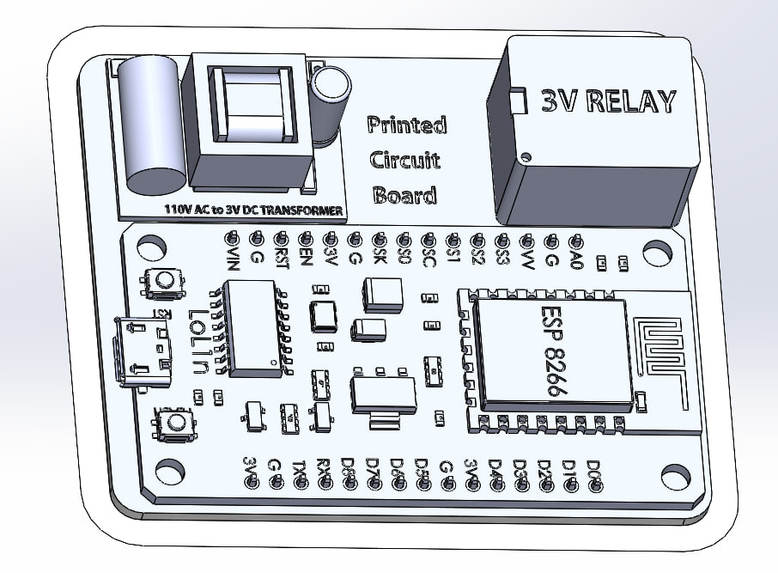 3V RELAY
Printed
Circuit
Board
110V AC to 3V DC TRANSFORMER
VIN
G
RST
EN
3V
G
SK
S0
SC
S1
S2
S3
VV
G
A0
RST
LoLin
ESP 8266
3V
G
TX
RX
D8
D7
D6
D5
G
3V
D4
D3
D2
D1
D0